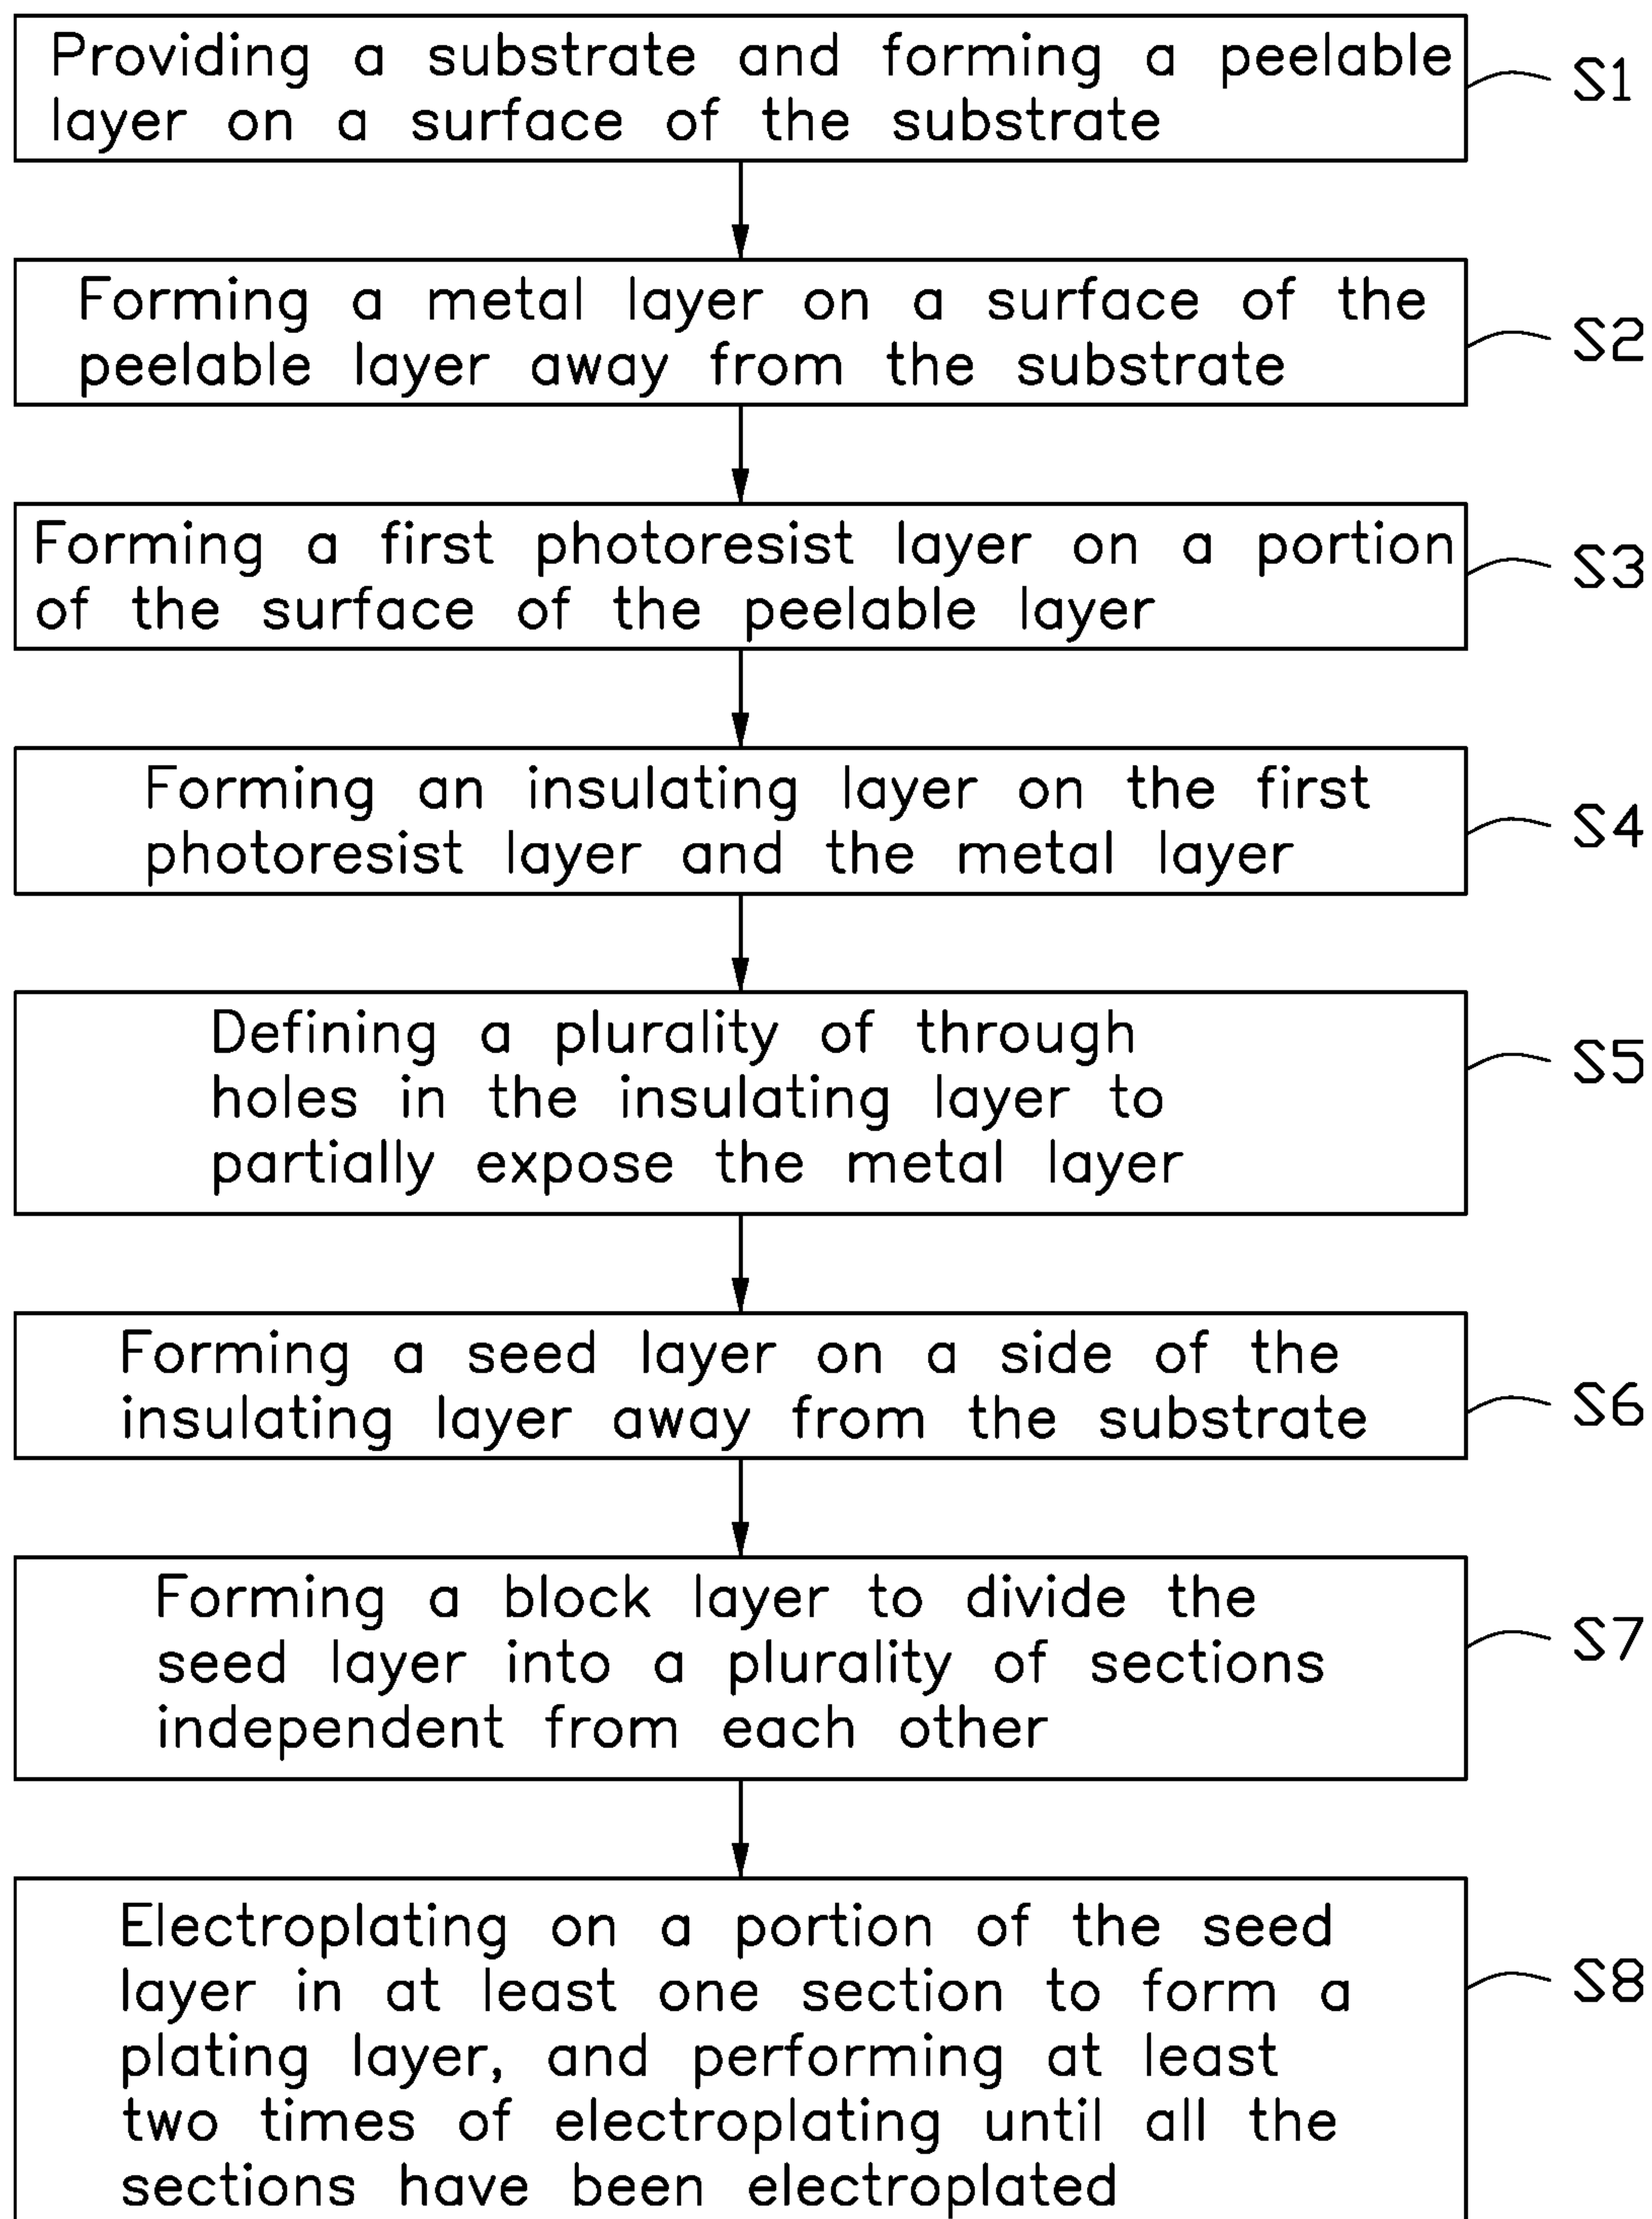 Providing a substrate and forming a peelable
layer on a surface of the substrate
S1
Forming a metal layer on a surface of the
peelable layer away from the substrate
S2
Forming a first photoresist layer on a portion
of the surface of the peelable layer
S3
Forming an insulating layer on the first
photoresist layer and the metal layer
S4
Defining a plurality of through
holes in the insulating layer to
partially expose the metal layer
S5
Forming a seed layer on a side of the
insulating layer away from the substrate
S6
Forming a block layer to divide the
seed layer into a plurality of sections
independent from each other
S7
Electroplating on a portion of the seed
layer in at least one section to form a
plating layer, and performing at least
two times of electroplating until all the
sections have been electroplated
S8